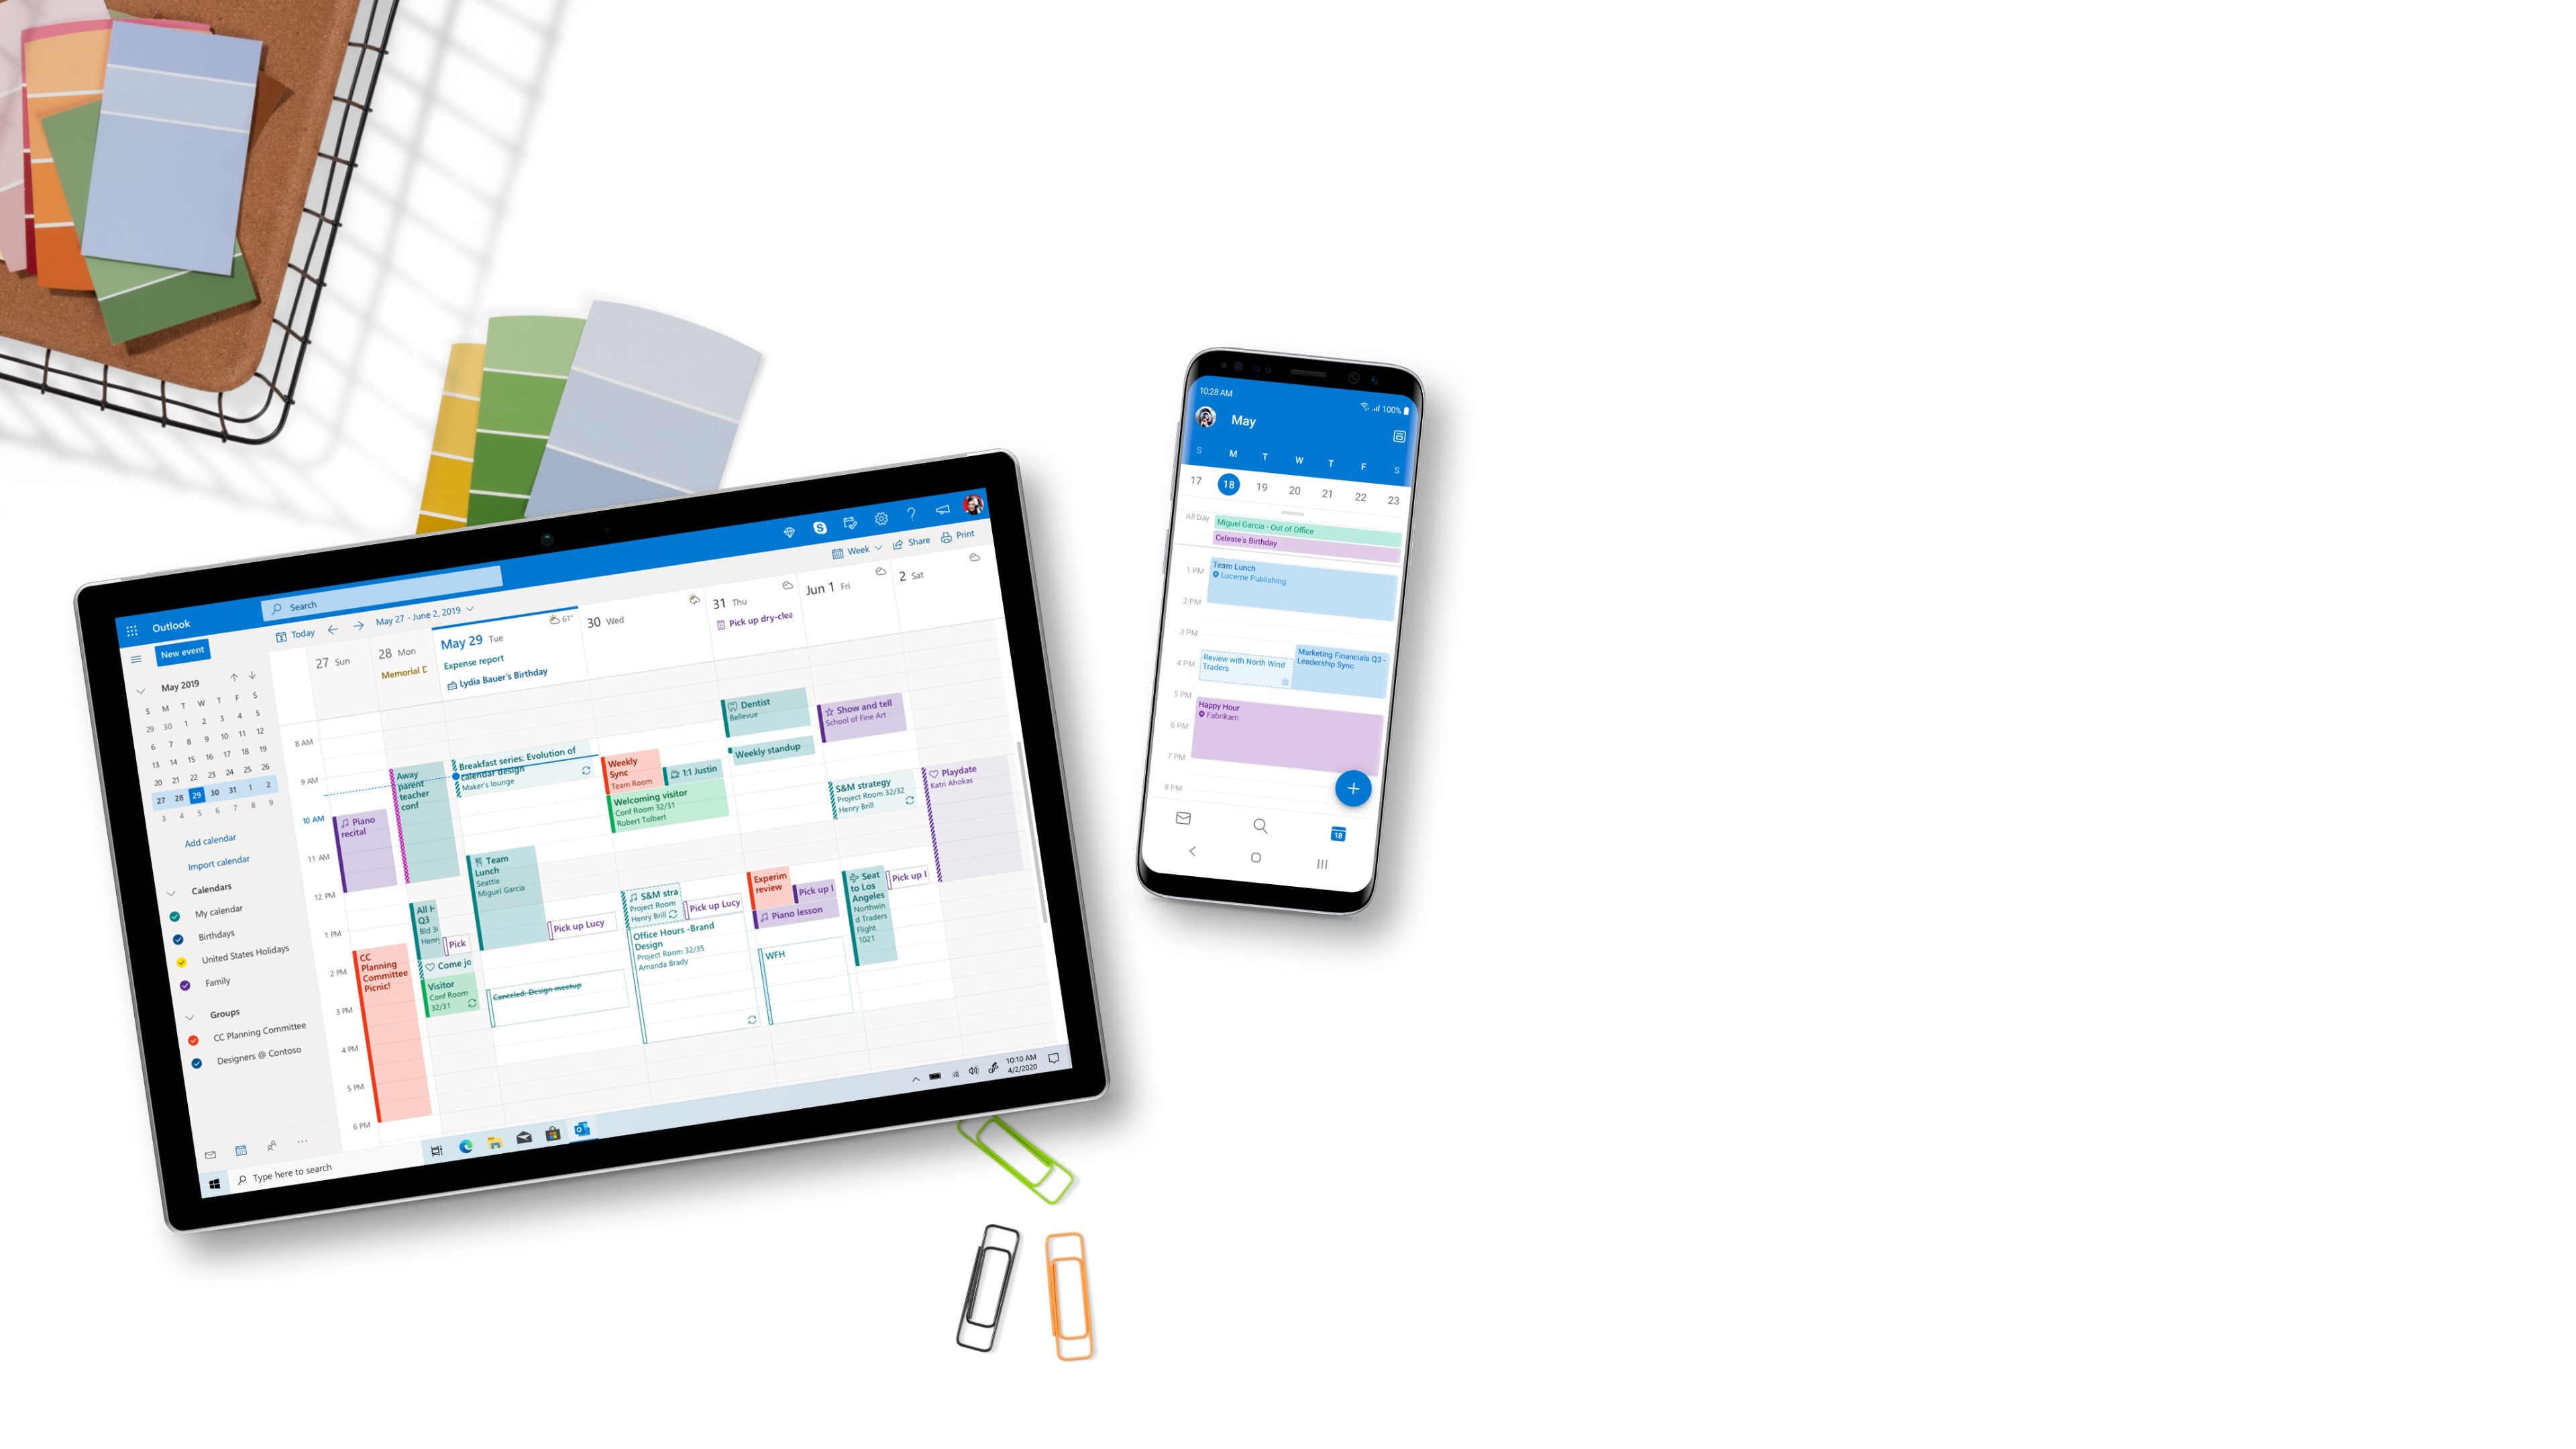 Outlook
Search
New event
Today
May 27 - June 2, 2019
Week
Share
Print
May 2019
S M T W T F S
29 30 1 2 3 4 5
6 7 8 9 10 11 12
13 14 15 16 17 18 19
20 21 22 23 24 25 26
27 28 29 30 31 1 2
3 4 5 6 7 8 9
Add calendar
Import calendar
Calendars
My calendar
Birthdays
United States Holidays
Family
Groups
CC Planning Committee
Designers @ Contoso
27 Sun
28 Mon
Memorial D
May 29 Tue
61°
Expense report
Lydia Bauer's Birthday
30 Wed
31 Thu
Pick up dry-clea
Jun 1 Fri
2 Sat
8 AM
9 AM
10 AM
11 AM
12 PM
1 PM
2 PM
3 PM
4 PM
5 PM
6 PM
Piano
recital
CC
Planning
Committee
Picnic!
Away
parent
teacher
conf
All H
Q3
Bld 3
Henry
Pick
Come jo
Visitor
Conf Room
32/31
Breakfast series: Evolution of
calendar design
Maker's lounge
Team
Lunch
Seattle
Miguel Garcia
Pick up Lucy
Canceled: Design meetup
Weekly
Sync
Team Room
1:1 Justin
Welcoming visitor
Conf Room 32/31
Robert Tolbert
S&M stra
Project Room
Henry Brill
Pick up Lucy
Office Hours -Brand
Design
Project Room 32/35
Amanda Brady
Dentist
Bellevue
Weekly standup
Experim
review
Pick up l
Piano lesson
WFH
Show and tell
School of Fine Art
S&M strategy
Project Room 32/32
Henry Brill
Seat
to Los
Angeles
Northwin
d Traders
Flight
1021
Pick up l
Playdate
Katri Ahokas
Type here to search
10:10 AM
4/2/2020
10:28 AM
100%
May
S M T W T F S
17 18 19 20 21 22 23
All Day
Miguel Garcia - Out of Office
Celeste's Birthday
1 PM
Team Lunch
Lucerne Publishing
2 PM
3 PM
4 PM
Review with North Wind
Traders
Marketing Financials Q3 -
Leadership Sync
5 PM
Happy Hour
Fabrikam
6 PM
7 PM
8 PM
18